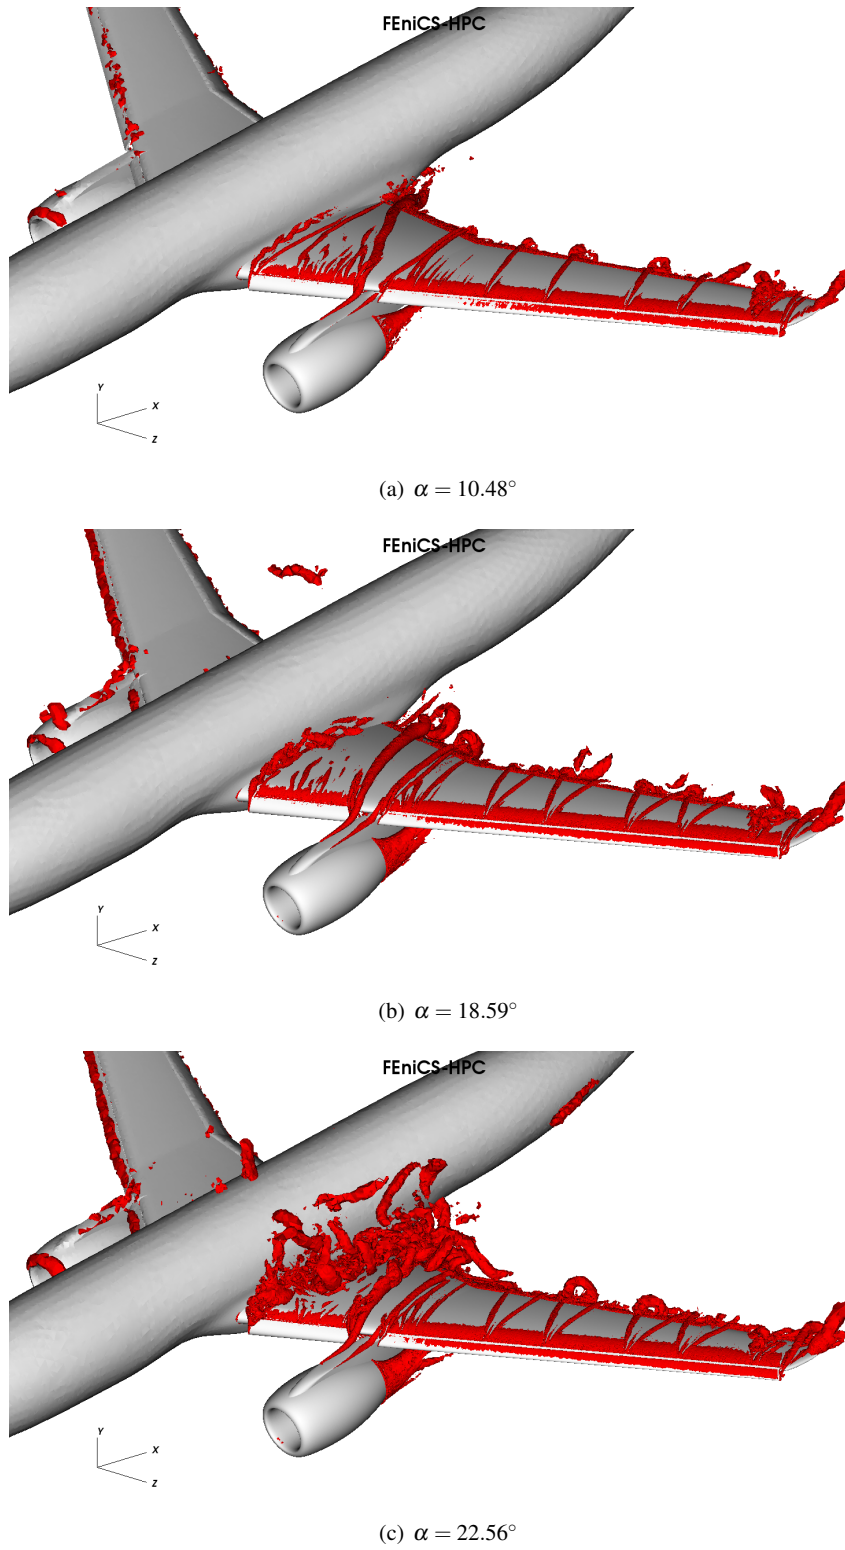 FEniCS-HPC
Y
X
Z
(a) α = 10.48°
FEniCS-HPC
Y
X
Z
(b) α = 18.59°
FEniCS-HPC
Y
X
Z
(c) α = 22.56°